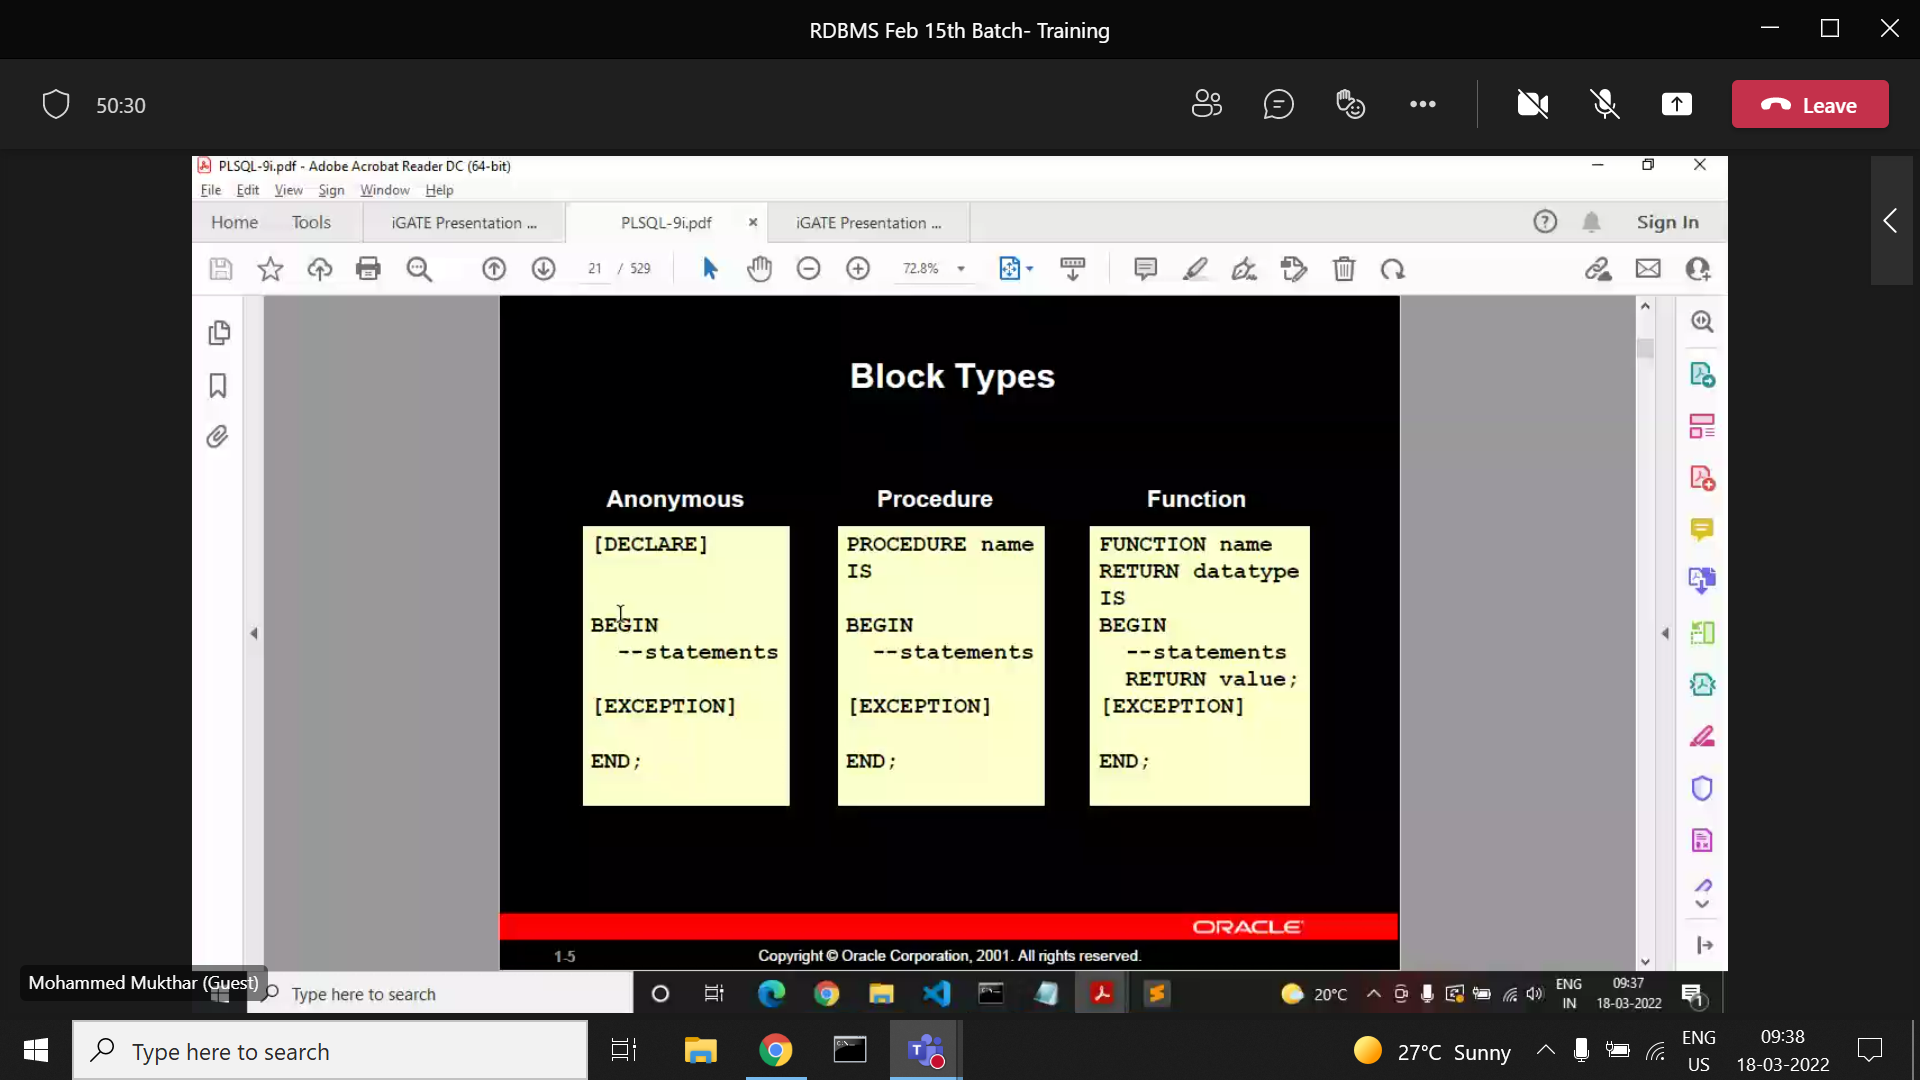 RDBMS Feb 15th Batch- Training
50:30
Leave
PLSQL-9i.pdf - Adobe Acrobat Reader DC (64-bit)
File Edit View Sign Window Help
Home Tools iGATE Presentation ... PLSQL-9i.pdf × iGATE Presentation ... Sign In
21 / 529 72.8%
Block Types
Anonymous Procedure Function
[DECLARE] PROCEDURE name FUNCTION name
IS RETURN datatype
IS
BEGIN BEGIN BEGIN
--statements --statements --statements
RETURN value;
[EXCEPTION] [EXCEPTION] [EXCEPTION]
END; END; END;
ORACLE
1-5 Copyright © Oracle Corporation, 2001. All rights reserved.
Mohammed Mukthar (Guest)
Type here to search 20°C ENG 09:37
IN 18-03-2022 1
Type here to search 27°C Sunny ENG 09:38
US 18-03-2022